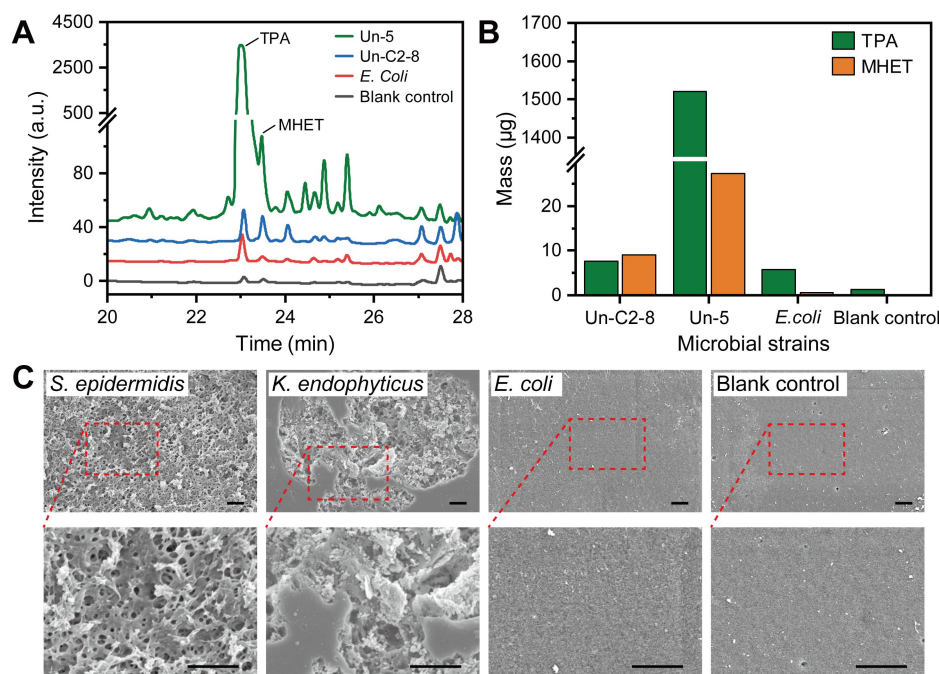 A
4500
3500
500
80
40
0
Intensity (a.u.)
TPA
MHET
Un-5
Un-C2-8
E. Coli
Blank control
20 22 24 26 28
Time (min)
B
1700
1600
1500
1400
20
10
0
Mass (μg)
TPA
MHET
Un-C2-8 Un-5 E.coli Blank control
Microbial strains
C
S. epidermidis K. endophyticus E. coli Blank control